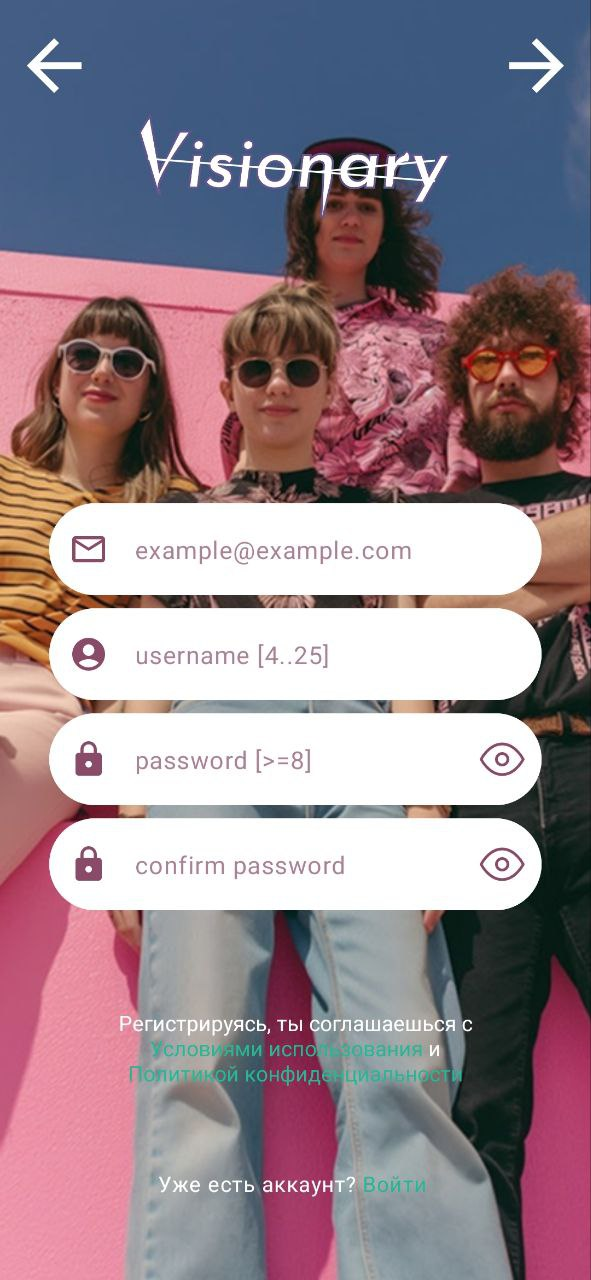 Visionary
example@example.com
username [4..25]
password [>=8]
confirm password
Регистрируясь, ты соглашаешься с
Условиями использования и
Политикой конфиденциальности
Уже есть аккаунт? Войти